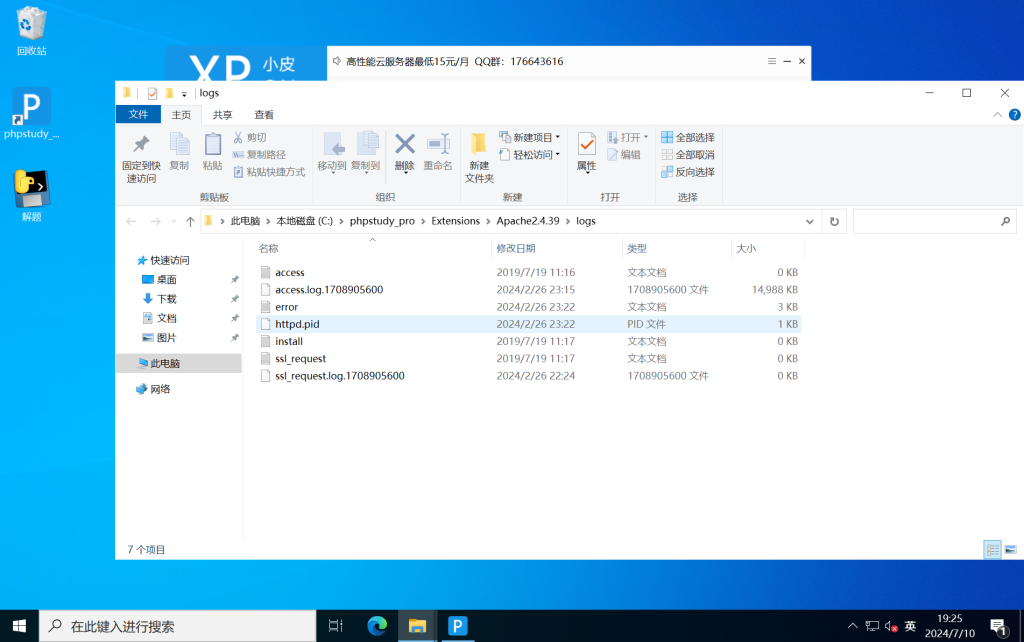 回收站
phpstudy_...
解题
XP 小皮
高性能云服务器最低15元/月 QQ群：176643616
logs
文件 主页 共享 查看
固定到快速访问
复制
粘贴
剪切
复制路径
粘贴快捷方式
剪贴板
移动到
复制到
删除
重命名
组织
新建文件夹
新建项目
轻松访问
新建
属性
打开
编辑
打开
全部选择
全部取消
反向选择
选择
此电脑 > 本地磁盘 (C:) > phpstudy_pro > Extensions > Apache2.4.39 > logs
快速访问
桌面
下载
文档
图片
此电脑
网络
名称 修改日期 类型 大小
access 2019/7/19 11:16 文本文档 0 KB
access.log.1708905600 2024/2/26 23:15 1708905600 文件 14,988 KB
error 2024/2/26 23:22 文本文档 3 KB
httpd.pid 2024/2/26 23:22 PID 文件 1 KB
install 2019/7/19 11:17 文本文档 0 KB
ssl_request 2019/7/19 11:17 文本文档 0 KB
ssl_request.log.1708905600 2024/2/26 22:24 1708905600 文件 0 KB
7 个项目
在此键入进行搜索
英
19:25
2024/7/10
1